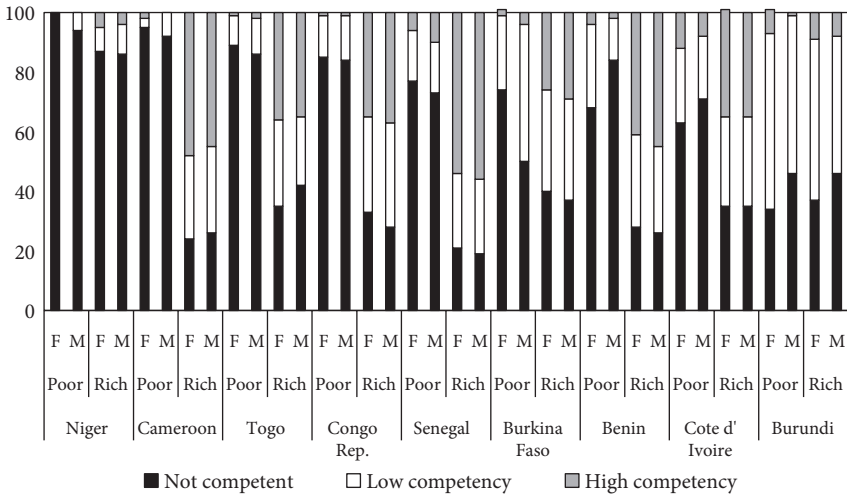 100
80
60
40
20
0
F M F M F M F M F M F M F M F M F M F M F M F M F M F M F M F M F M F M
Poor Rich Poor Rich Poor Rich Poor Rich Poor Rich Poor Rich Poor Rich Poor Rich Poor Rich
Niger Cameroon Togo Congo Senegal Burkina Benin Cote d' Burundi
Rep. Faso Ivoire
Not competent Low competency High competency